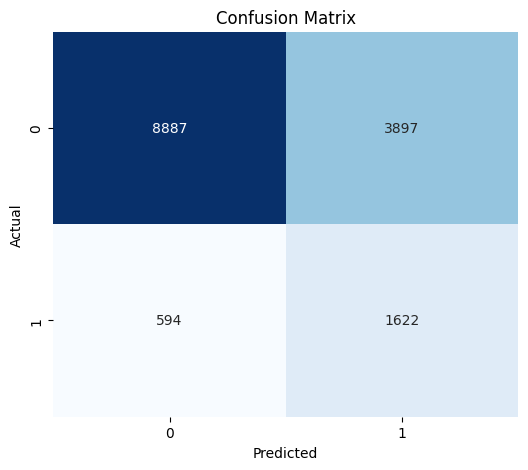 Confusion Matrix
Actual
0
8887
3897
1
594
1622
0
1
Predicted